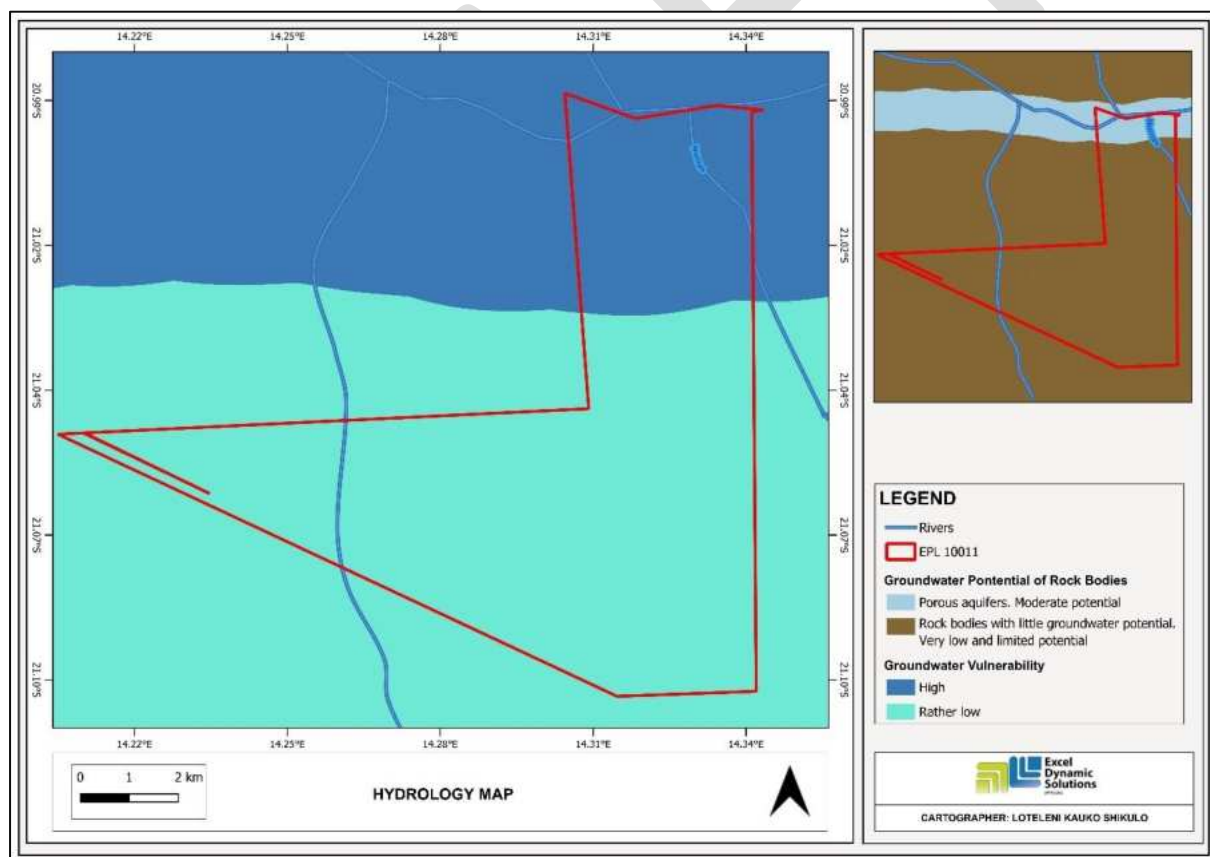 14.22°E 14.25°E 14.28°E 14.31°E 14.34°E
20.99°S 20.99°S
21.02°S 21.02°S
21.04°S 21.04°S
21.07°S 21.07°S
21.10°S 21.10°S
14.22°E 14.25°E 14.28°E 14.31°E 14.34°E
0 1 2 km
HYDROLOGY MAP
LEGEND
Rivers
EPL 10011
Groundwater Pontential of Rock Bodies
Porous aquifers. Moderate potential
Rock bodies with little groundwater potential.
Very low and limited potential
Groundwater Vulnerability
High
Rather low
Excel
Dynamic
Solutions
CARTOGRAPHER: LOTELENI KAUKO SHIKULO